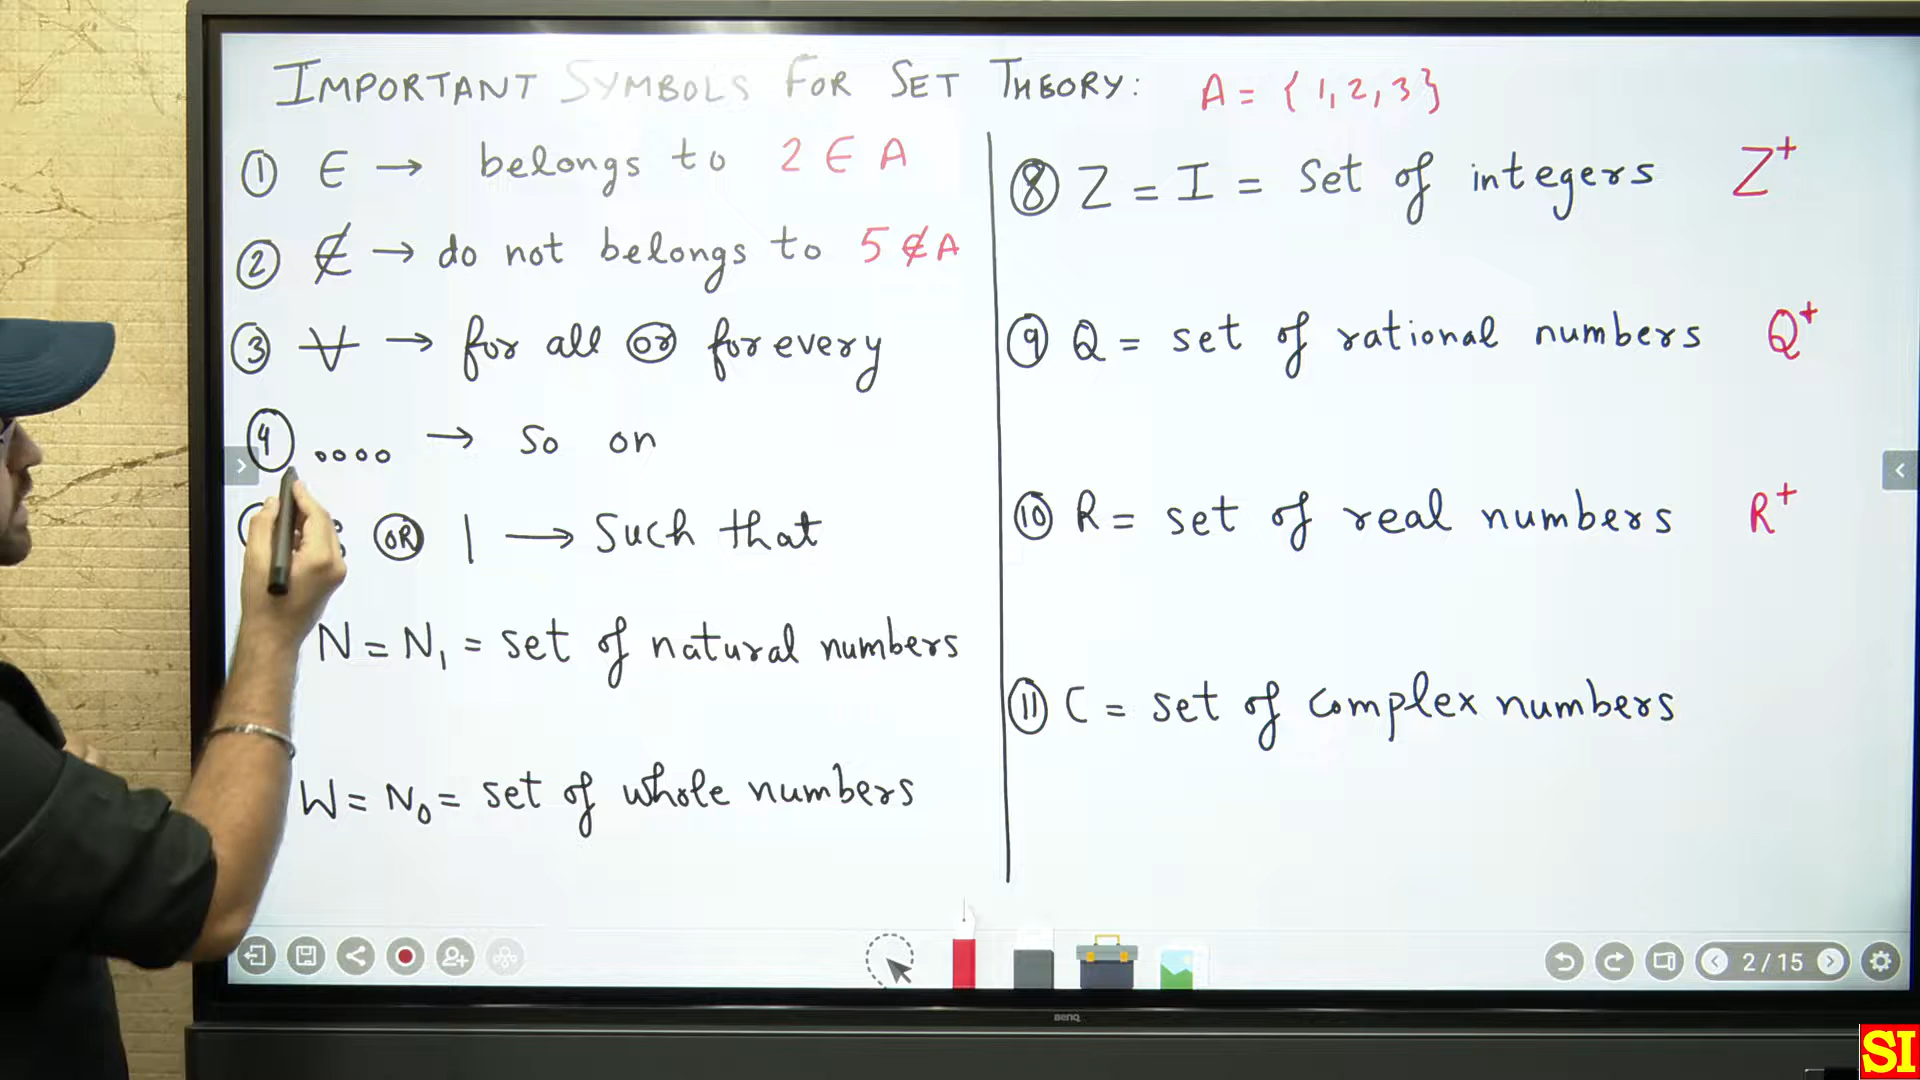 IMPORTANT SYMBOLS FOR SET THEORY: A = {1, 2, 3}
① ∈ → belongs to 2 ∈ A
② ∉ → do not belongs to 5 ∉ A
③ ∀ → for all OR for every
④ .... → So on
OR | → Such that
N = N₁ = set of natural numbers
W = N₀ = set of whole numbers
⑧ Z = I = Set of integers Z⁺
⑨ Q = set of rational numbers Q⁺
⑩ R = set of real numbers R⁺
⑪ C = set of complex numbers
2 / 15
BENQ
SI